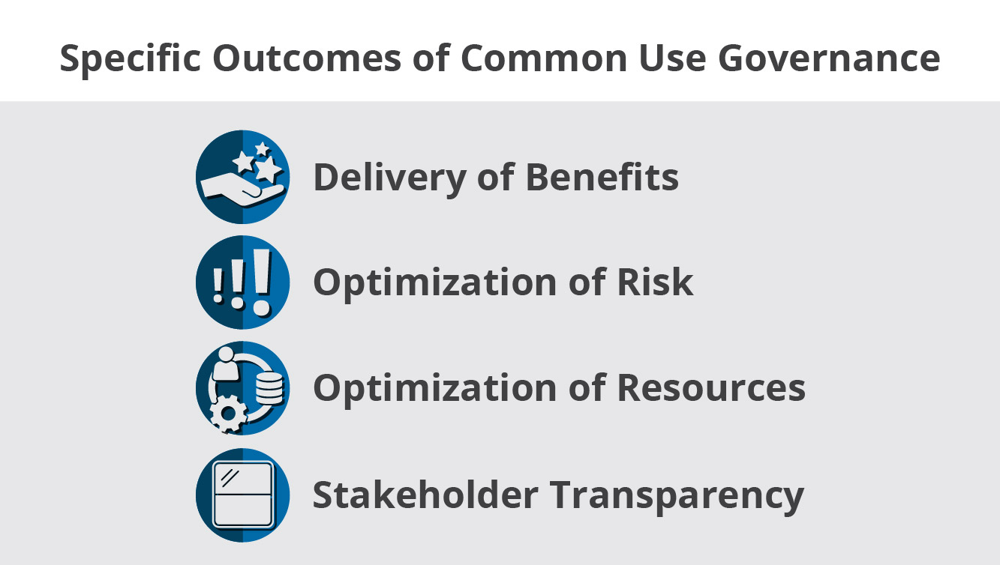 Specific Outcomes of Common Use Governance
Delivery of Benefits
Optimization of Risk
Optimization of Resources
Stakeholder Transparency